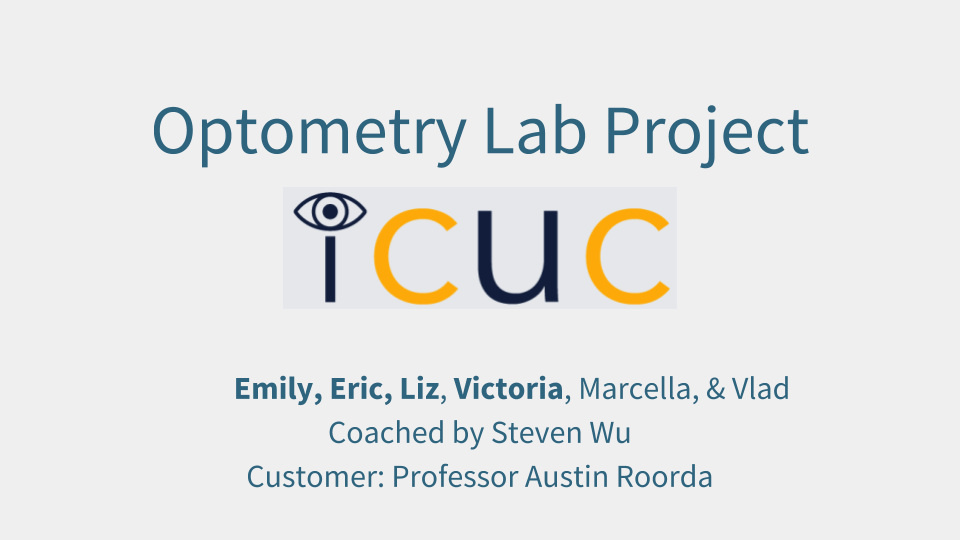 Optometry Lab Project
icuc
Emily, Eric, Liz, Victoria, Marcella, & Vlad
Coached by Steven Wu
Customer: Professor Austin Roorda